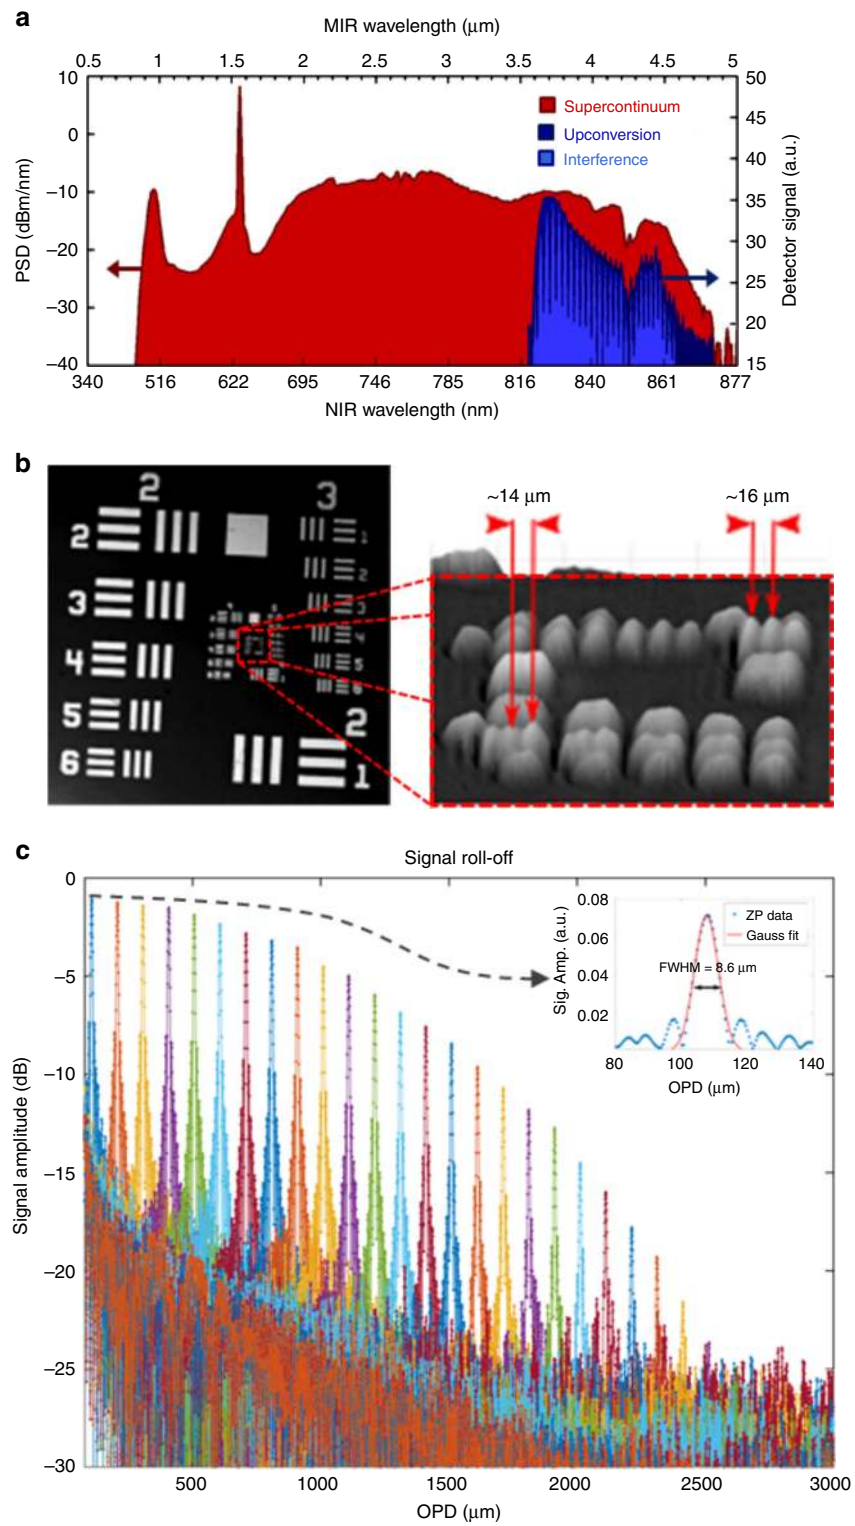 a
MIR wavelength (μm)
0.5 1 1.5 2 2.5 3 3.5 4 4.5 5
10
0
–10
–20
–30
–40
PSD (dBm/nm)
Supercontinuum
Upconversion
Interference
50
45
40
35
30
25
20
15
Detector signal (a.u.)
340 516 622 695 746 785 816 840 861 877
NIR wavelength (nm)
b
2 3
2
3
4
5
6
1
2
3
4
5
6
2
1
~14 μm ~16 μm
c
Signal roll-off
0
–5
–10
–15
–20
–25
–30
Signal amplitude (dB)
0.08
0.06
0.04
0.02
Sig. Amp. (a.u.)
ZP data
Gauss fit
FWHM = 8.6 μm
80 100 120 140
OPD (μm)
500 1000 1500 2000 2500 3000
OPD (μm)